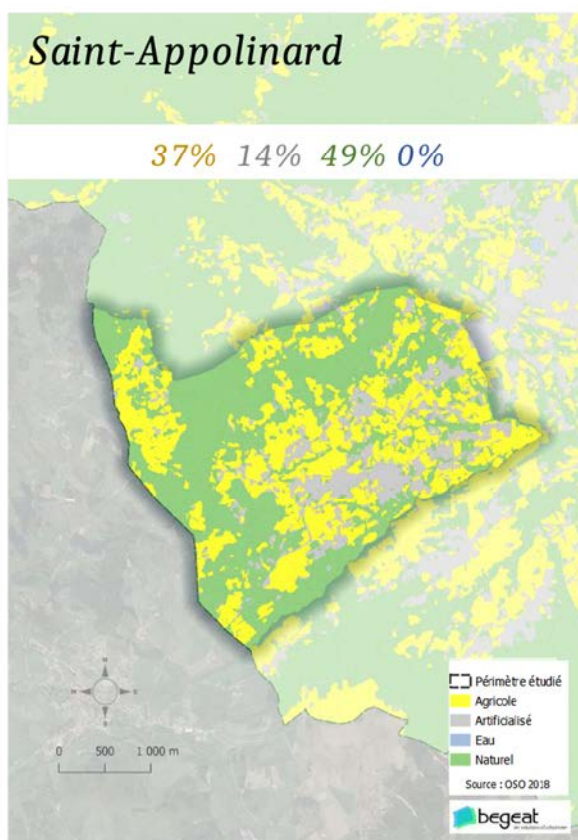 Saint-Appolinard
37% 14% 49% 0%
N
E
S
0 500 1 000 m
Périmètre étudié
Agricole
Artificialisé
Eau
Naturel
Source : OSO 2018
begeat